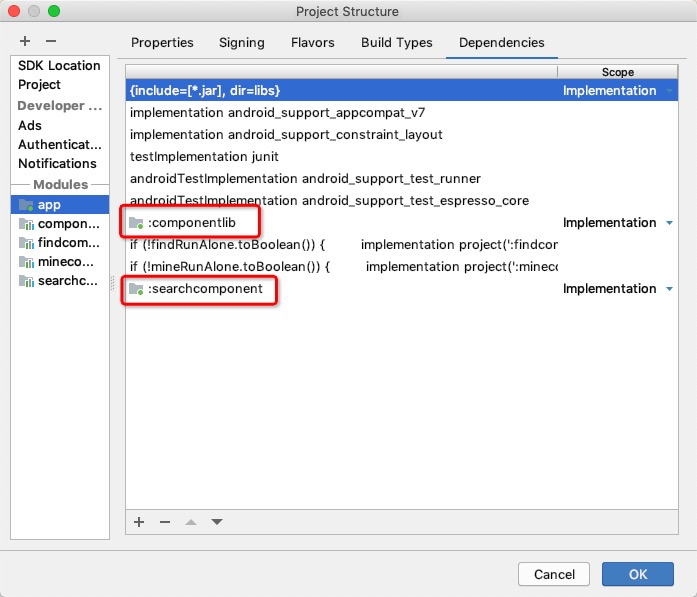 Project Structure
Properties
Signing
Flavors
Build Types
Dependencies
SDK Location
Project
Developer ...
Ads
Authenticat...
Notifications
Modules
app
compon...
findcom...
mineco...
searchc...
Scope
{include=[*.jar], dir=libs} Implementation
implementation android_support_appcompat_v7
implementation android_support_constraint_layout
testImplementation junit
androidTestImplementation android_support_test_runner
androidTestImplementation android_support_test_espresso_core
:componentlib Implementation
if (!findRunAlone.toBoolean()) { implementation project(':findcor
if (!mineRunAlone.toBoolean()) { implementation project(':minecc
:searchcomponent Implementation
Cancel
OK